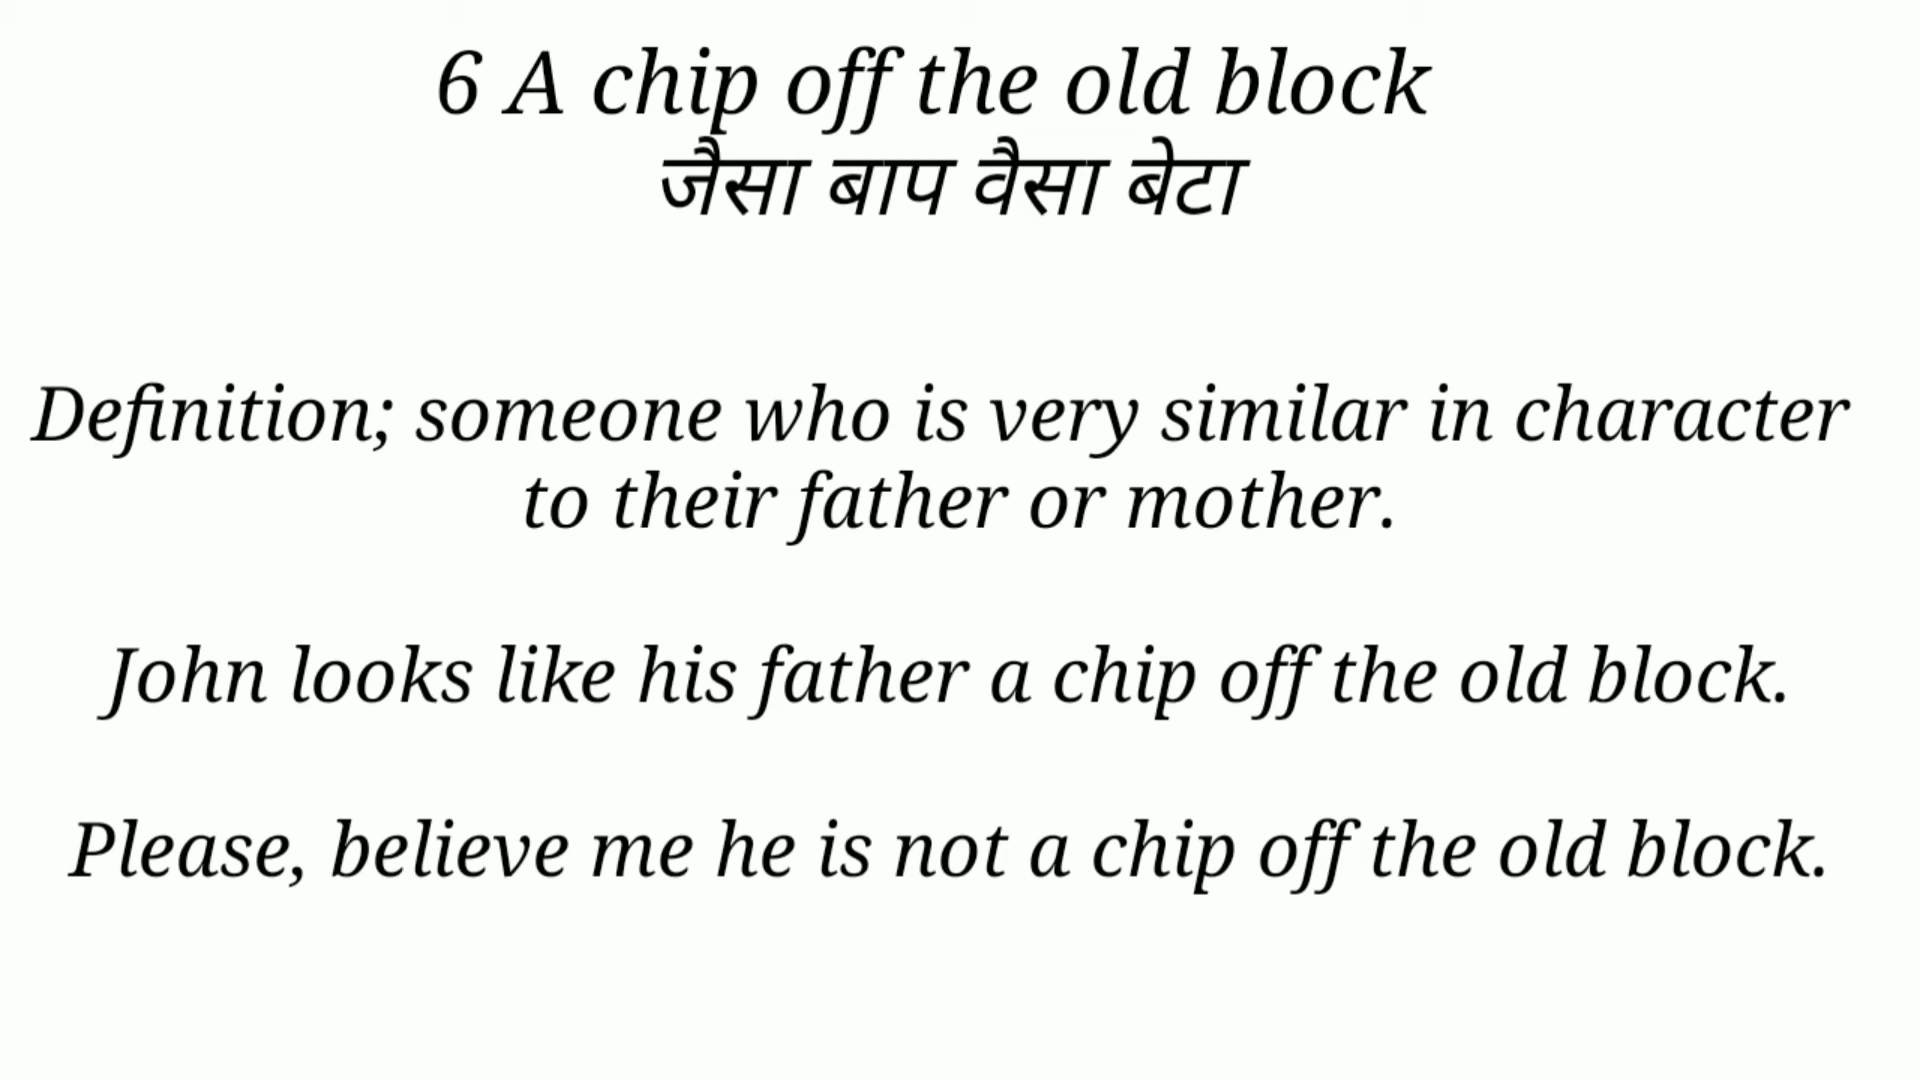 6 A chip off the old block
जैसा बाप वैसा बेटा
Definition; someone who is very similar in character
to their father or mother.
John looks like his father a chip off the old block.
Please, believe me he is not a chip off the old block.